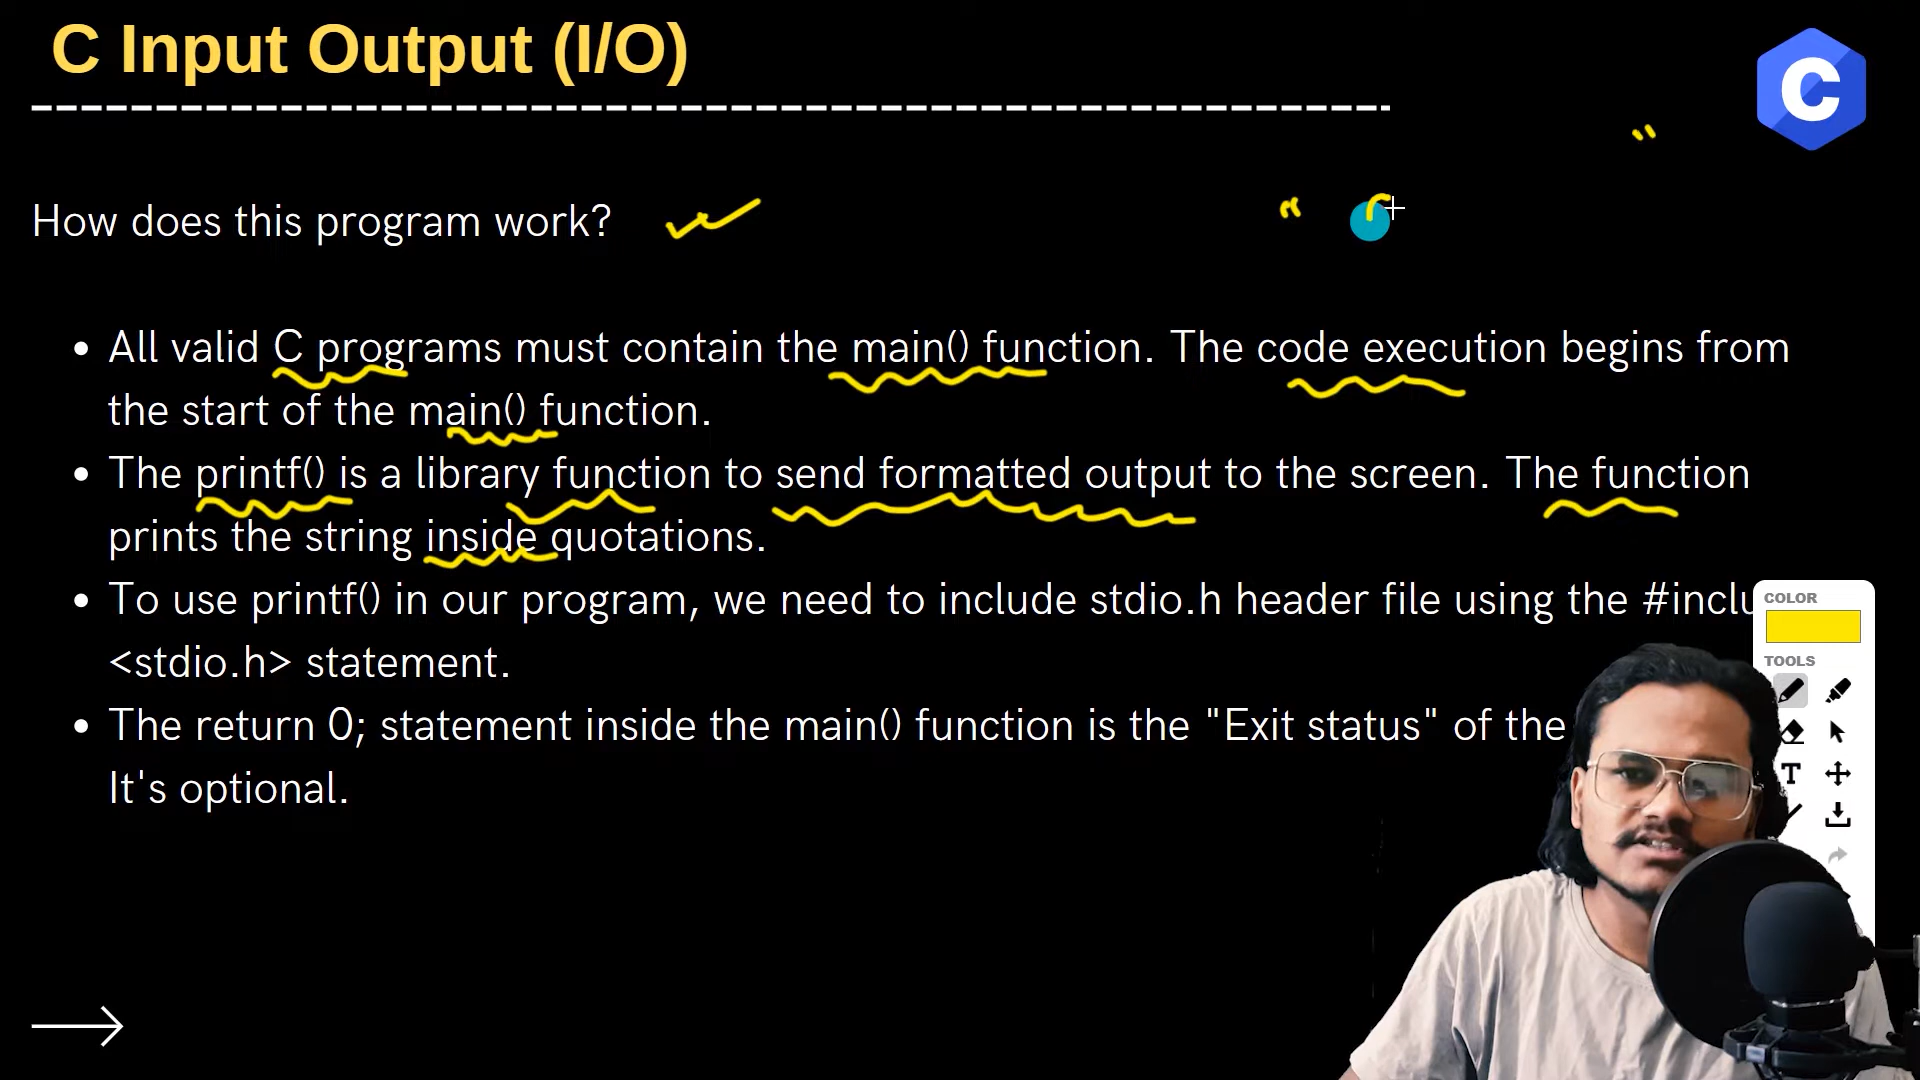 C Input Output (I/O)
C
How does this program work?
• All valid C programs must contain the main() function. The code execution begins from
the start of the main() function.
• The printf() is a library function to send formatted output to the screen. The function
prints the string inside quotations.
• To use printf() in our program, we need to include stdio.h header file using the #inclu
<stdio.h> statement.
• The return 0; statement inside the main() function is the "Exit status" of the
It's optional.
COLOR
TOOLS
T